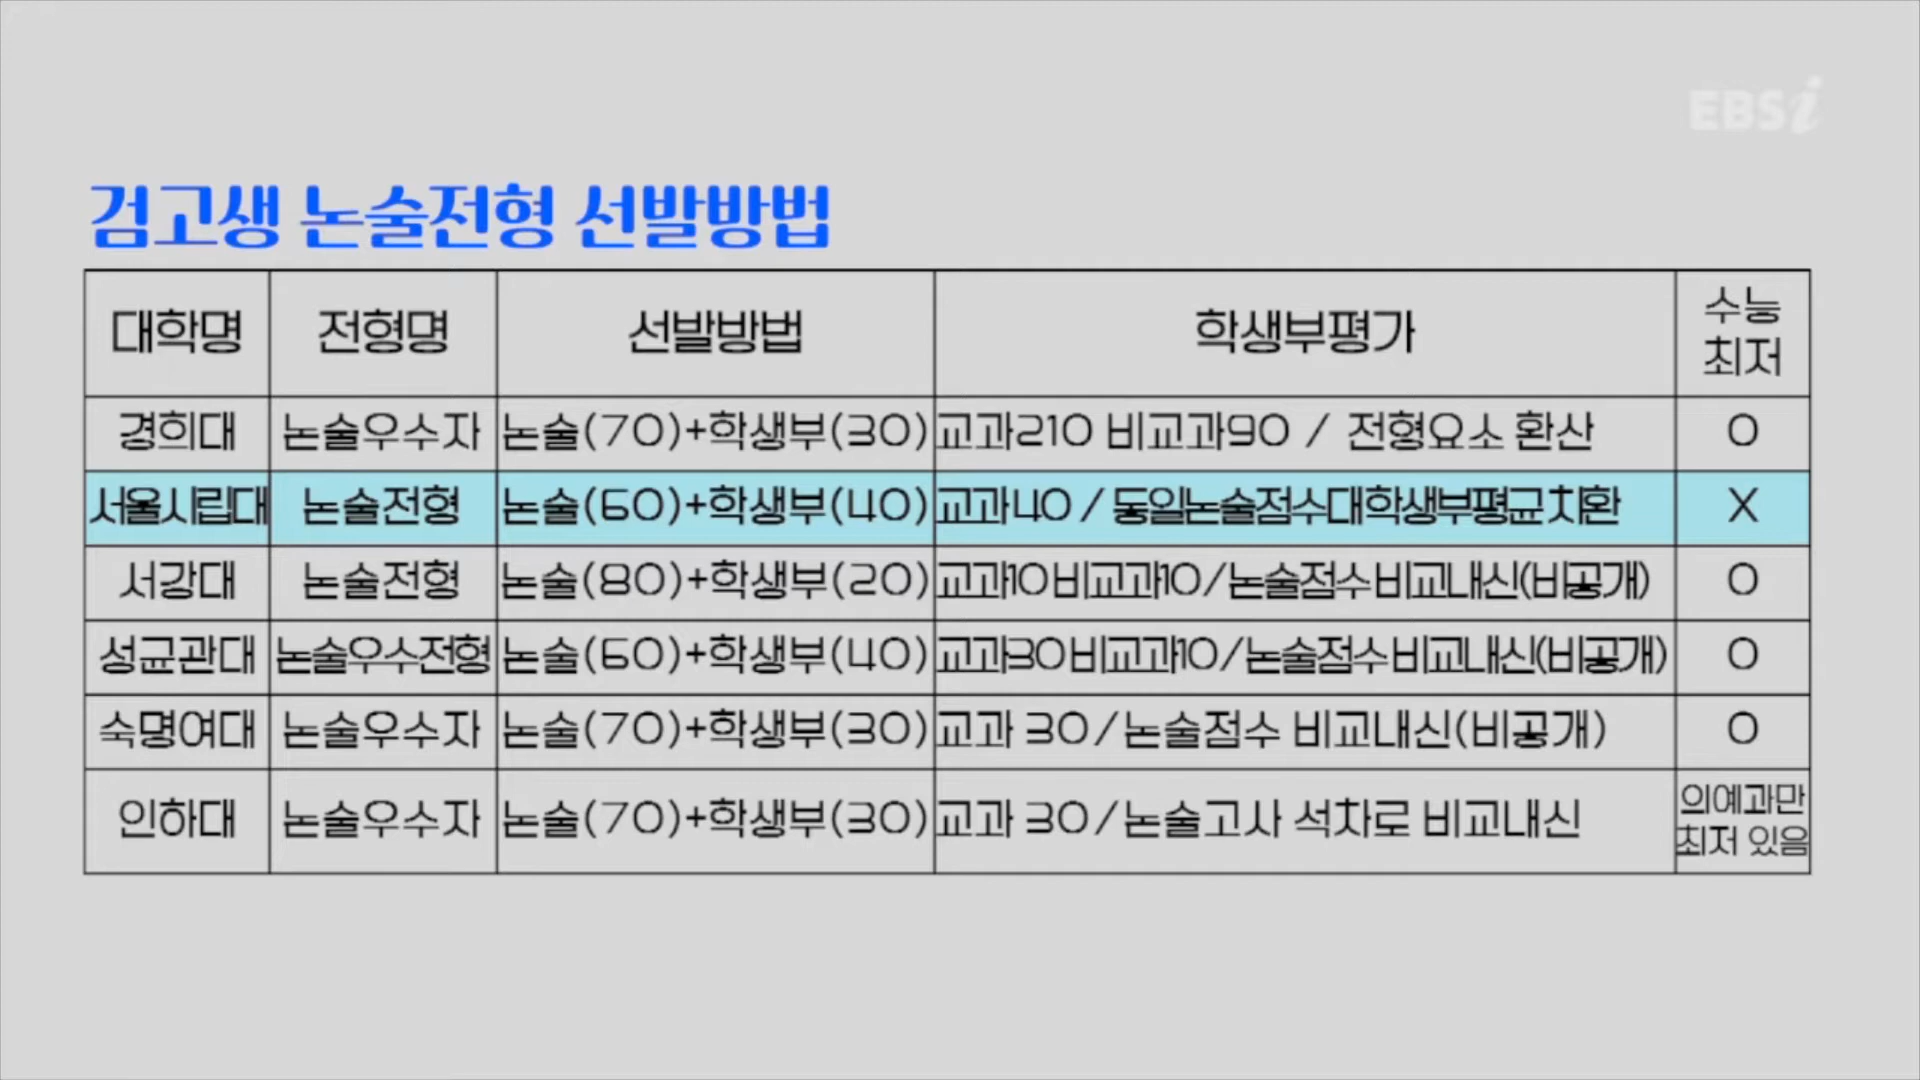 EBSi
검고생 논술전형 선발방법
대학명 전형명 선발방법 학생부평가 수능 최저
경희대 논술우수자 논술(70)+학생부(30) 교과210 비교과90 / 전형요소 환산 O
서울시립대 논술전형 논술(60)+학생부(40) 교과40 / 동일논술점수대학생부평균 치환 X
서강대 논술전형 논술(80)+학생부(20) 교과10비교과10/논술점수 비교내신(비공개) O
성균관대 논술우수전형 논술(60)+학생부(40) 교과30비교과10/논술점수 비교내신(비공개) O
숙명여대 논술우수자 논술(70)+학생부(30) 교과 30/논술점수 비교내신(비공개) O
인하대 논술우수자 논술(70)+학생부(30) 교과 30/논술고사 석차로 비교내신 의예과만 최저 있음